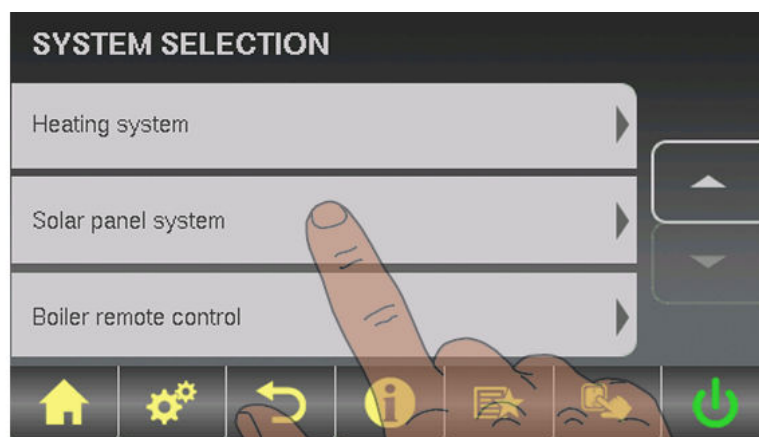 SYSTEM SELECTION
Heating system
Solar panel system
Boiler remote control